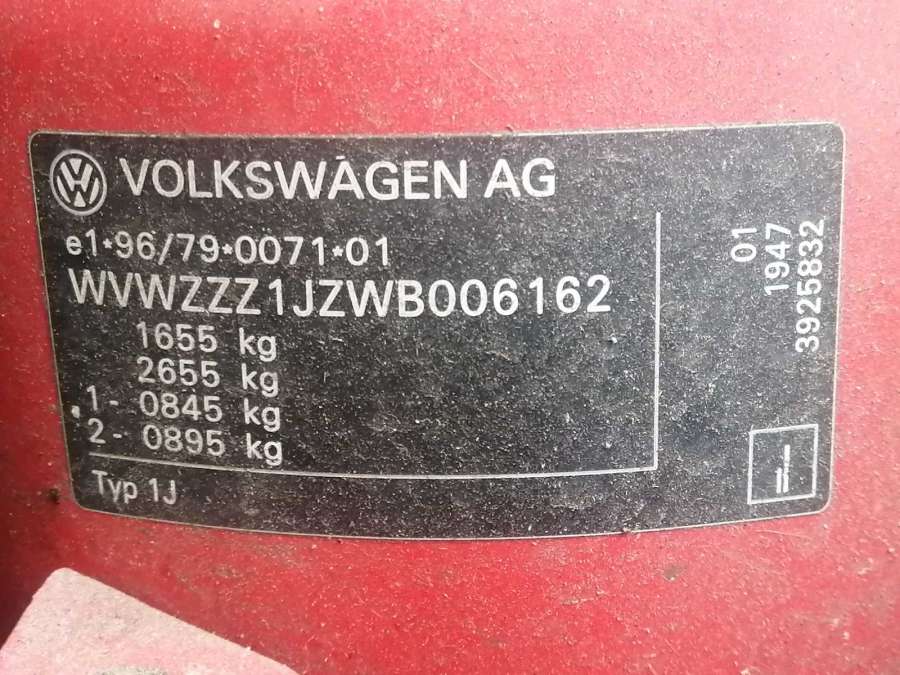 VOLKSWAGEN AG
e1*96/79*0071*01
WVWZZZ1JZWB006162
1655 kg
2655 kg
1- 0845 kg
2- 0895 kg
Typ 1J
01
1947
3925832